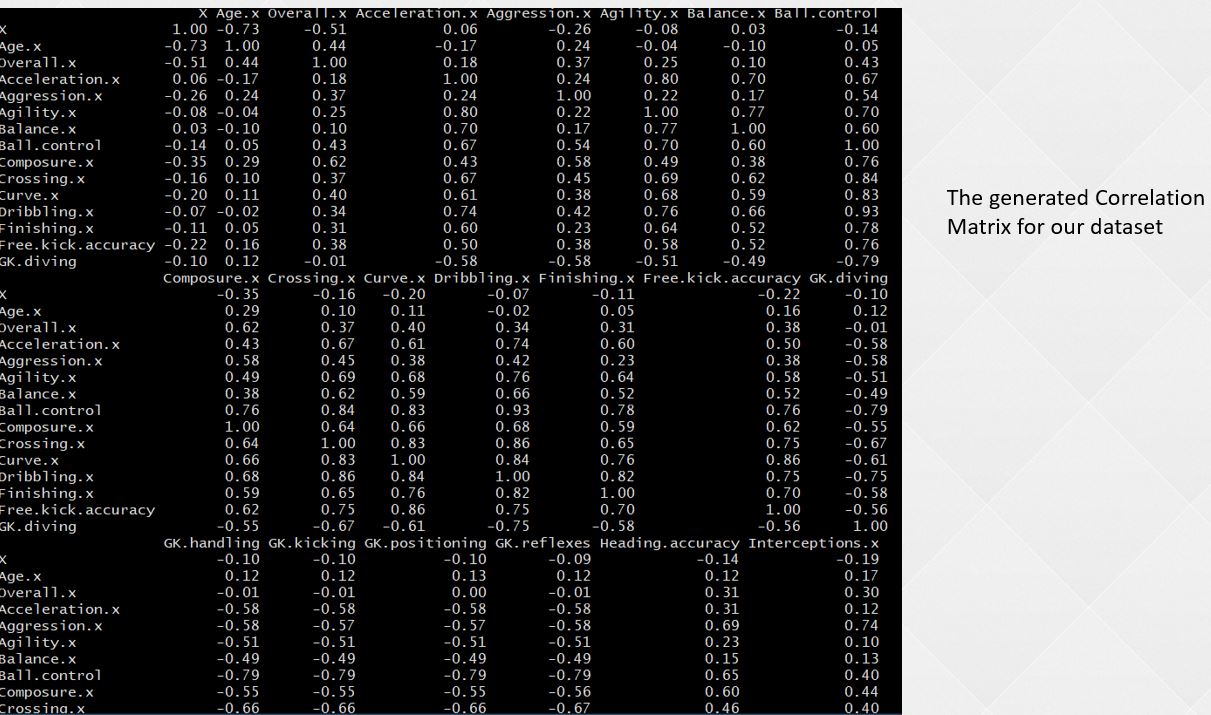 X Age.x Overall.x Acceleration.x Aggression.x Agility.x Balance.x Ball.control
X 1.00 -0.73 -0.51 0.06 -0.26 -0.08 0.03 -0.14
Age.x -0.73 1.00 0.44 -0.17 0.24 -0.04 -0.10 0.05
Overall.x -0.51 0.44 1.00 0.18 0.37 0.25 0.10 0.43
Acceleration.x 0.06 -0.17 0.18 1.00 0.24 0.80 0.70 0.67
Aggression.x -0.26 0.24 0.37 0.24 1.00 0.22 0.17 0.54
Agility.x -0.08 -0.04 0.25 0.80 0.22 1.00 0.77 0.70
Balance.x 0.03 -0.10 0.10 0.70 0.17 0.77 1.00 0.60
Ball.control -0.14 0.05 0.43 0.67 0.54 0.70 0.60 1.00
Composure.x -0.35 0.29 0.62 0.43 0.58 0.49 0.38 0.76
Crossing.x -0.16 0.10 0.37 0.67 0.45 0.69 0.62 0.84
Curve.x -0.20 0.11 0.40 0.61 0.38 0.68 0.59 0.83
Dribbling.x -0.07 -0.02 0.34 0.74 0.42 0.76 0.66 0.93
Finishing.x -0.11 0.05 0.31 0.60 0.23 0.64 0.52 0.78
Free.kick.accuracy -0.22 0.16 0.38 0.50 0.38 0.58 0.52 0.76
GK.diving -0.10 0.12 -0.01 -0.58 -0.58 -0.51 -0.49 -0.79
Composure.x Crossing.x Curve.x Dribbling.x Finishing.x Free.kick.accuracy GK.diving
X -0.35 -0.16 -0.20 -0.07 -0.11 -0.22 -0.10
Age.x 0.29 0.10 0.11 -0.02 0.05 0.16 0.12
Overall.x 0.62 0.37 0.40 0.34 0.31 0.38 -0.01
Acceleration.x 0.43 0.67 0.61 0.74 0.60 0.50 -0.58
Aggression.x 0.58 0.45 0.38 0.42 0.23 0.38 -0.58
Agility.x 0.49 0.69 0.68 0.76 0.64 0.58 -0.51
Balance.x 0.38 0.62 0.59 0.66 0.52 0.52 -0.49
Ball.control 0.76 0.84 0.83 0.93 0.78 0.76 -0.79
Composure.x 1.00 0.64 0.66 0.68 0.59 0.62 -0.55
Crossing.x 0.64 1.00 0.83 0.86 0.65 0.75 -0.67
Curve.x 0.66 0.83 1.00 0.84 0.76 0.86 -0.61
Dribbling.x 0.68 0.86 0.84 1.00 0.82 0.75 -0.75
Finishing.x 0.59 0.65 0.76 0.82 1.00 0.70 -0.58
Free.kick.accuracy 0.62 0.75 0.86 0.75 0.70 1.00 -0.56
GK.diving -0.55 -0.67 -0.61 -0.75 -0.58 -0.56 1.00
GK.handling GK.kicking GK.positioning GK.reflexes Heading.accuracy Interceptions.x
X -0.10 -0.10 -0.10 -0.09 -0.14 -0.19
Age.x 0.12 0.12 0.13 0.12 0.12 0.17
Overall.x -0.01 -0.01 0.00 -0.01 0.31 0.30
Acceleration.x -0.58 -0.58 -0.58 -0.58 0.31 0.12
Aggression.x -0.58 -0.57 -0.57 -0.58 0.69 0.74
Agility.x -0.51 -0.51 -0.51 -0.51 0.23 0.10
Balance.x -0.49 -0.49 -0.49 -0.49 0.15 0.13
Ball.control -0.79 -0.79 -0.79 -0.79 0.65 0.40
Composure.x -0.55 -0.55 -0.55 -0.56 0.60 0.44
Crossing.x -0.66 -0.66 -0.66 -0.67 0.46 0.40
The generated Correlation
Matrix for our dataset